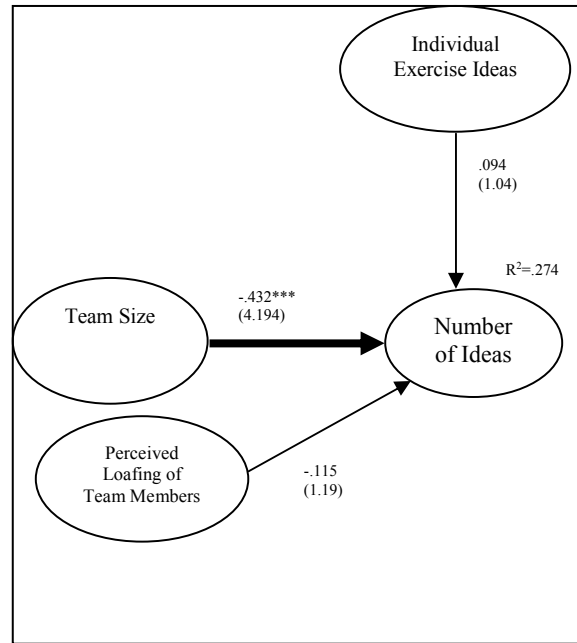 Individual
Exercise Ideas
.094
(1.04)
R²=.274
-.432***
(4.194)
Team Size
Number
of Ideas
Perceived
Loafing of
Team Members
-.115
(1.19)